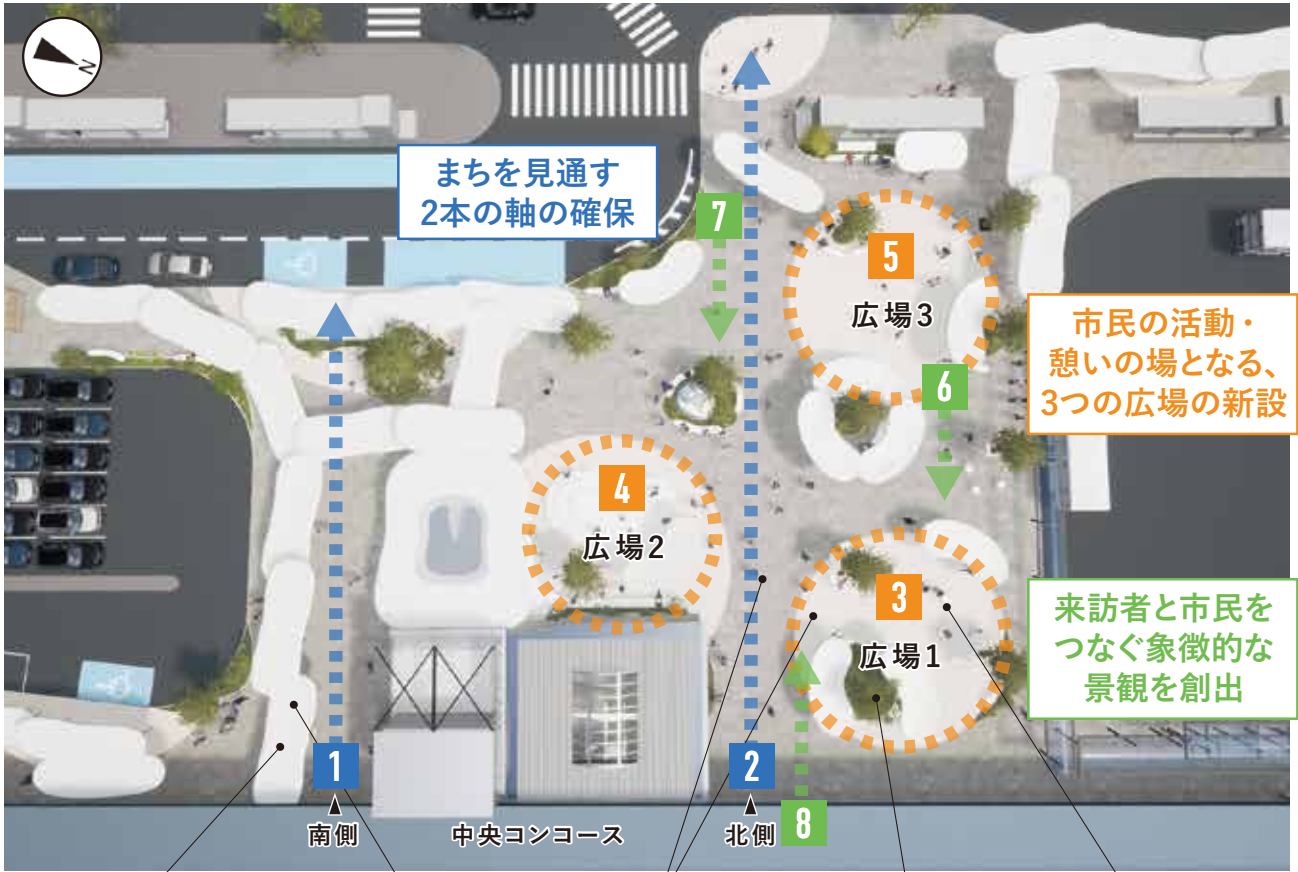 N
まちを見通す
2本の軸の確保
7
5
広場3
市民の活動・
憩いの場となる、
3つの広場の新設
6
4
広場2
3
広場1
来訪者と市民を
つなぐ象徴的な
景観を創出
1
2
8
南側
中央コンコース
北側